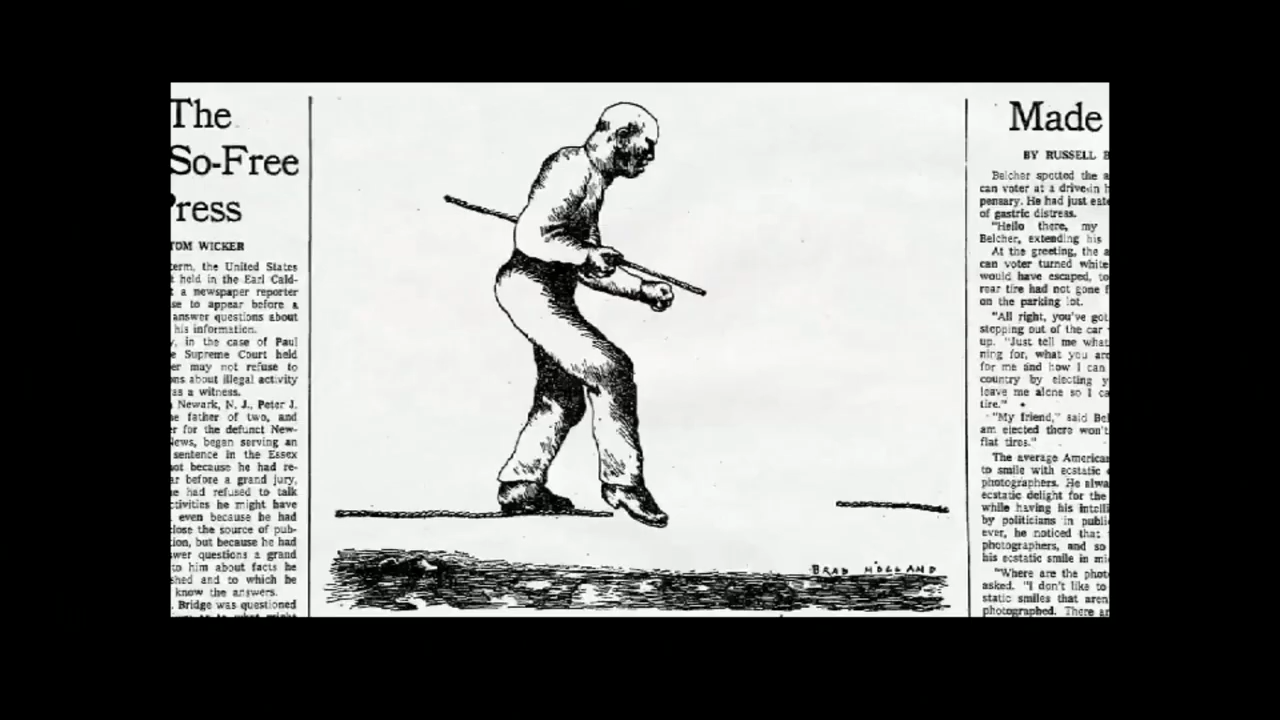 The
So-Free
ress
TOM WICKER
term, the United States
held in the Earl Cald-
a newspaper reporter
to appear before a
answer questions about
his information.
in the case of Paul
Supreme Court held
may not refuse to
about illegal activity
as a witness.
Newark, N. J., Peter J.
father of two, and
for the defunct New-
News, began serving an
sentence in the Essex
not because he had re-
before a grand jury,
he had refused to talk
he might have
even because he had
the source of pub-
but because he had
questions a grand
to him about facts he
and to which he
know the answers.
Bridge was questioned
BRAD HOLLAND
Made
BY RUSSELL B
Belcher spotted the a
can voter at a drive-in h
pensary. He had just eate
of gastric distress.
"Hello there, my
Belcher, extending his
At the greeting, the a
can voter turned white
would have escaped, to
rear tire had not gone f
on the parking lot.
"All right, you've got
stepping out of the car
up. "Just tell me what
ning for, what you are
for me and how I can
country by electing y
leave me alone so I ca
tire."
"My friend," said Bel
am elected there won't
flat tires."
The average American
to smile with ecstatic
photographers. He alwa
ecstatic delight for the
while having his intelli
by politicians in public
ever, he noticed that
photographers, and so
his ecstatic smile in mi
"Where are the phot
asked. "I don't like to
static smiles that aren
photographed. There ar